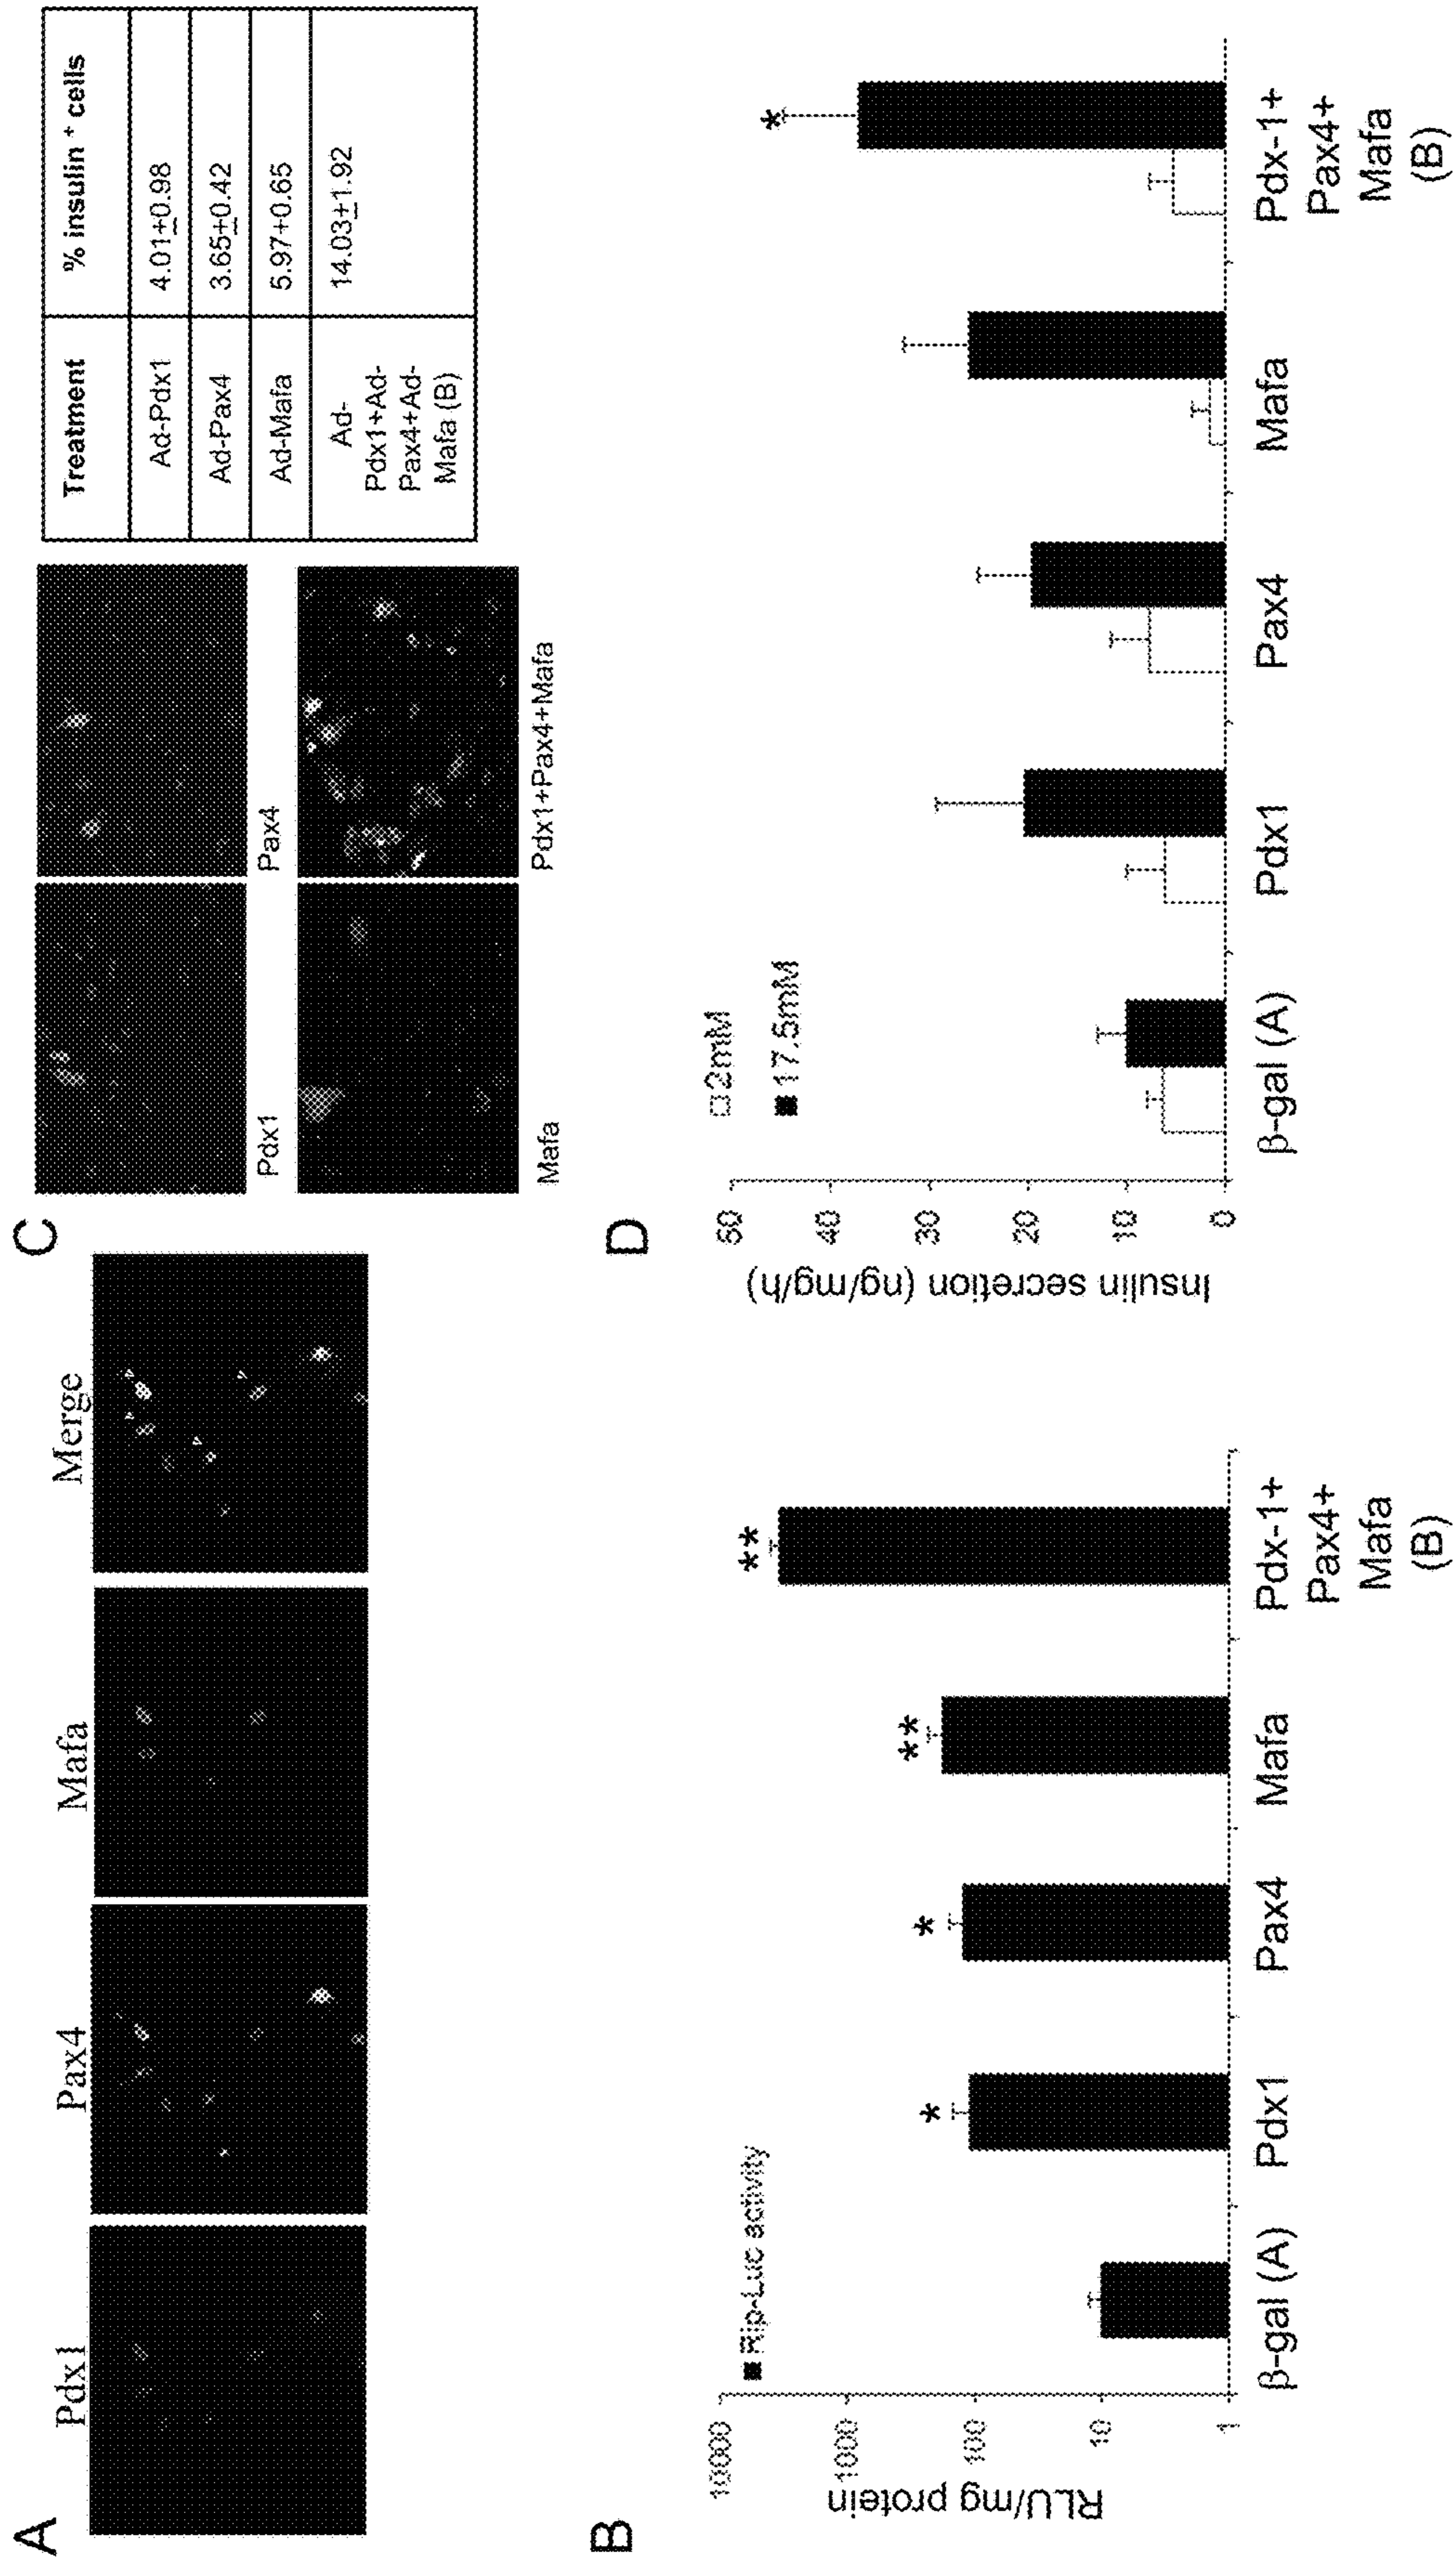 A
Pdx1
Pax4
Mafa
Merge
B
■ Rip-Luc activity
RLU/mg protein
10000
1000
100
10
1
*
*
**
**
β-gal (A)
Pdx1
Pax4
Mafa
Pdx-1+
Pax4+
Mafa
(B)
C
Pdx1
Pax4
Mafa
Pdx1+Pax4+Mafa
Treatment
% insulin + cells
Ad-Pdx1
4.01±0.98
Ad-Pax4
3.65±0.42
Ad-Mafa
5.97+0.65
Ad-
Pdx1+Ad-
Pax4+Ad-
Mafa (B)
14.03±1.92
D
□ 2mM
■ 17.5mM
Insulin secretion (ng/mg/h)
50
40
30
20
10
0
*
β-gal (A)
Pdx1
Pax4
Mafa
Pdx-1+
Pax4+
Mafa
(B)